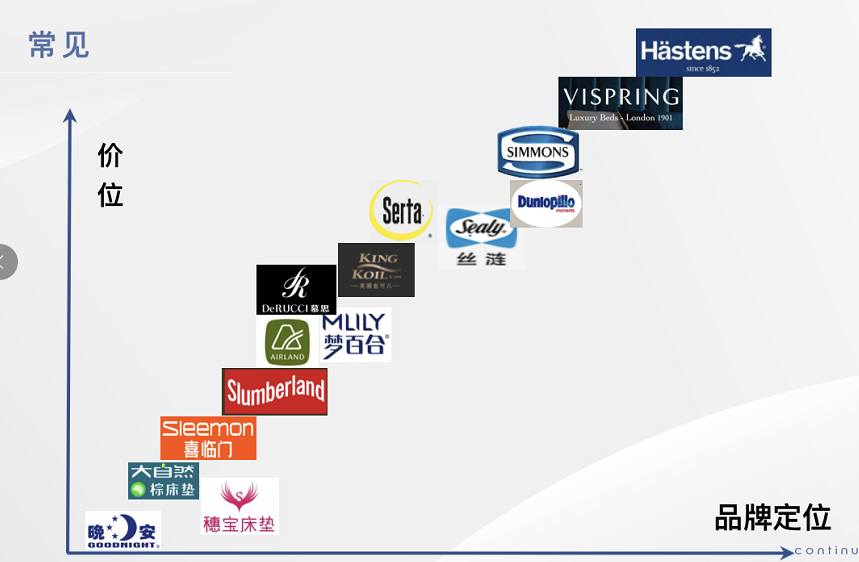 常见
Hästens
since 1852
VISPRING
Luxury Beds - London 1901
价
位
SIMMONS
Dunlopillo
moments
Serta
Sealy
丝涟
KING
KOIL
美国金可儿
DeRUCCI 慕思
MLILY
梦百合
AIRLAND
Slumberland
Sleemon
喜临门
大自然
棕床垫
S
穗宝床垫
晚安
GOODNIGHT
品牌定位
continu